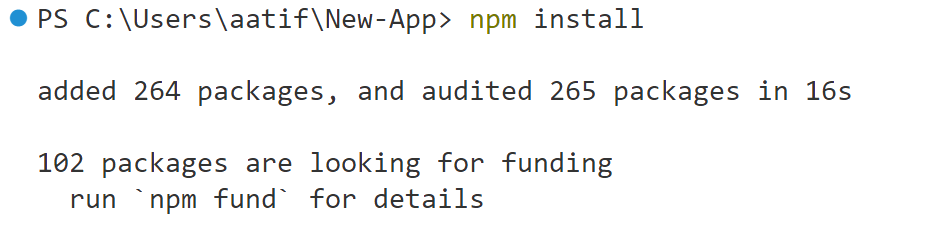 PS C:\Users\aatif\New-App> npm install
added 264 packages, and audited 265 packages in 16s
102 packages are looking for funding
  run `npm fund` for details